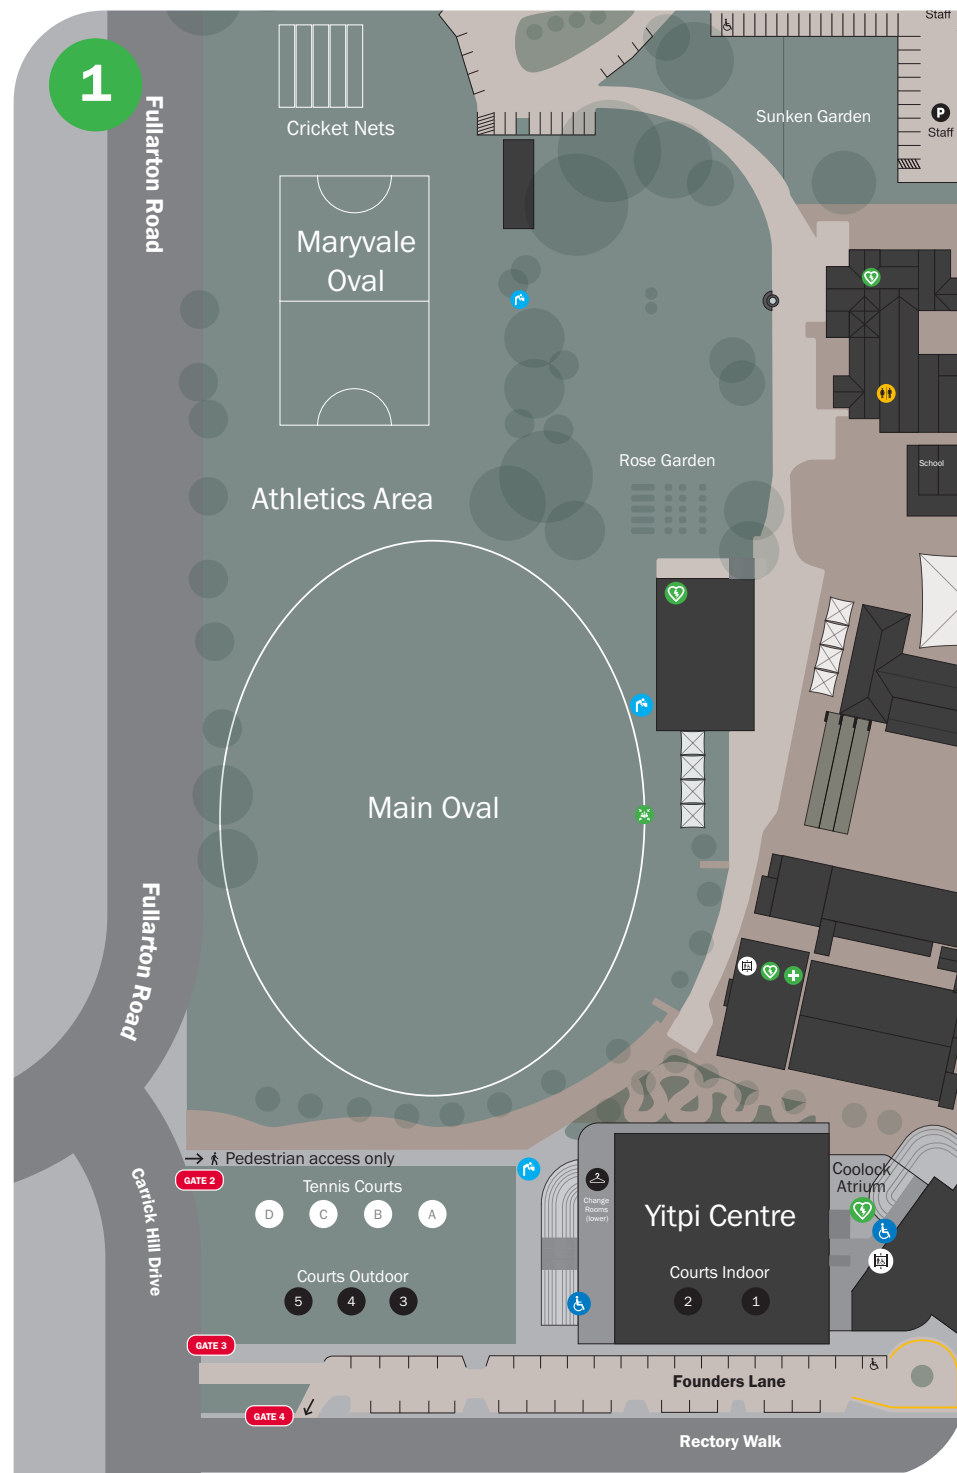 Staff
1
Fullarton Road
Cricket Nets
Sunken Garden
P
Staff
Maryvale
Oval
Rose Garden
School
Athletics Area
Main Oval
Fullarton Road
Pedestrian access only
GATE 2
Carrick Hill Drive
Tennis Courts
D
C
B
A
Change
Rooms
(lower)
Yitpi Centre
Coolock
Atrium
Courts Outdoor
5
4
3
Courts Indoor
2
1
GATE 3
Founders Lane
GATE 4
Rectory Walk